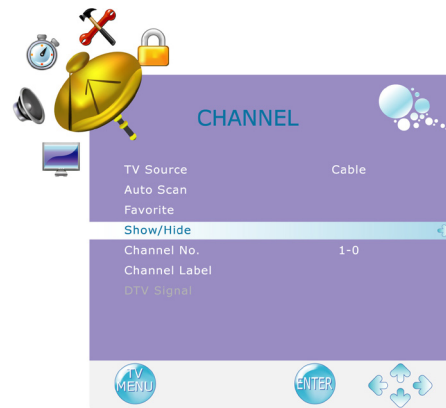 CHANNEL
TV Source Cable
Auto Scan
Favorite
Show/Hide
Channel No. 1-0
Channel Label
DTV Signal
TV
MENU
ENTER